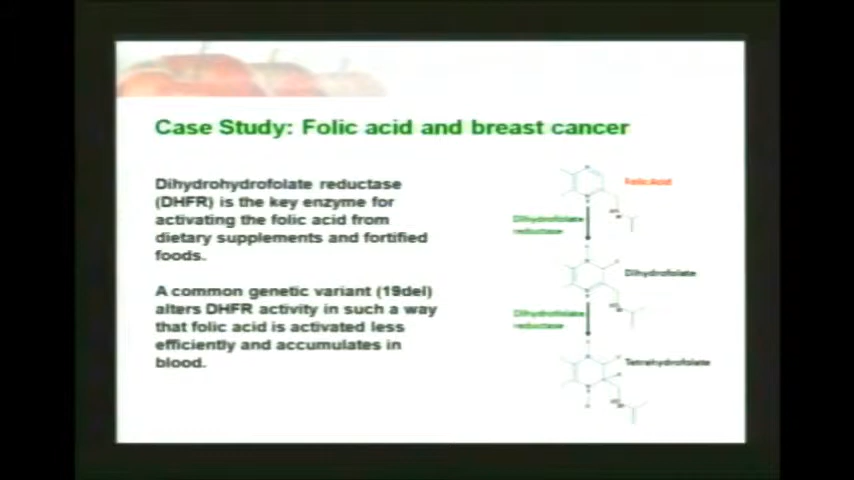 Case Study: Folic acid and breast cancer
Dihydrohydrofolate reductase
(DHFR) is the key enzyme for
activating the folic acid from
dietary supplements and fortified
foods.
A common genetic variant (19del)
alters DHFR activity in such a way
that folic acid is activated less
efficiently and accumulates in
blood.
Folic Acid
Dihydrofolate
reductase
Dihydrofolate
Dihydrofolate
reductase
Tetrahydrofolate